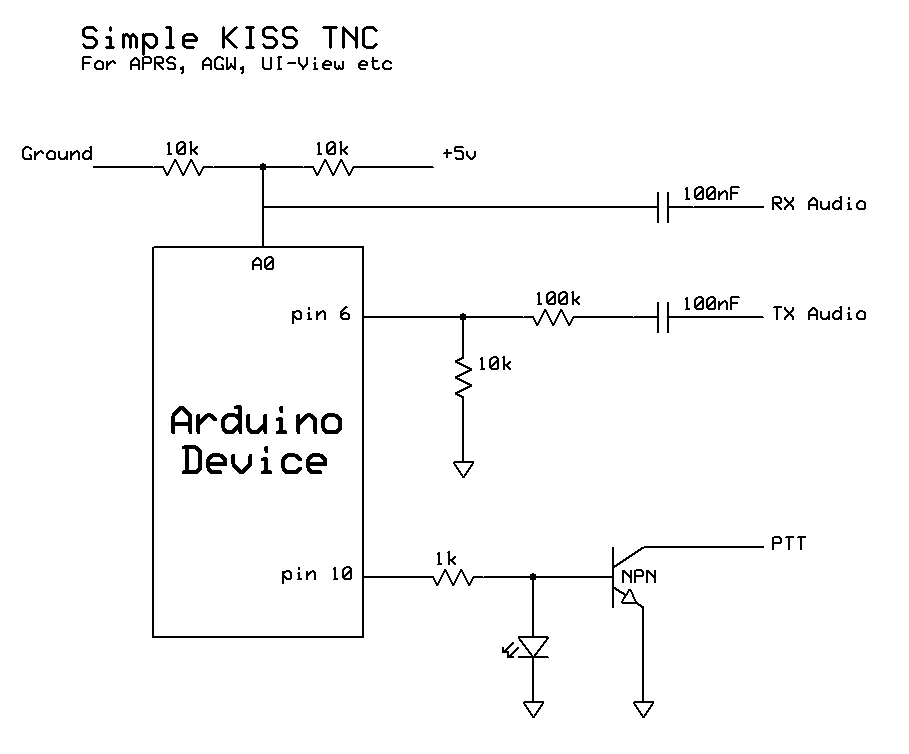 Simple KISS TNC
For APRS, AGW, UI-View etc
Ground
10k
10k
+5v
100nF
RX Audio
A0
pin 6
100k
100nF
TX Audio
10k
Arduino
Device
pin 10
1k
NPN
PTT